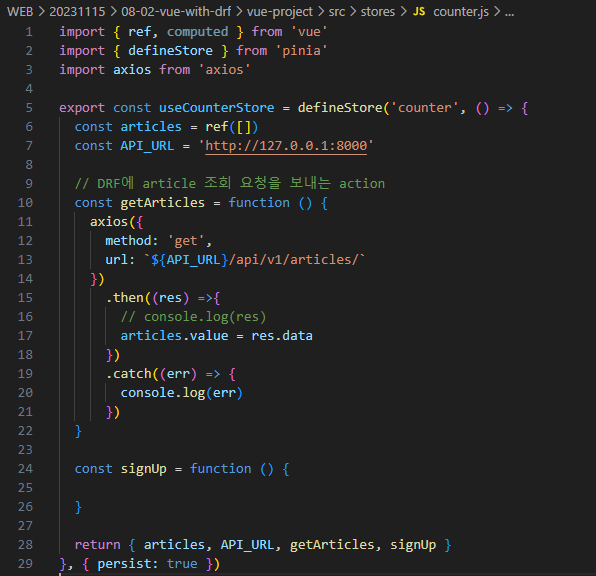 WEB > 20231115 > 08-02-vue-with-drf > vue-project > src > stores > JS counter.js > ...
1 import { ref, computed } from 'vue'
2 import { defineStore } from 'pinia'
3 import axios from 'axios'
4
5 export const useCounterStore = defineStore('counter', () => {
6   const articles = ref([])
7   const API_URL = 'http://127.0.0.1:8000'
8
9   // DRF에 article 조회 요청을 보내는 action
10   const getArticles = function () {
11     axios({
12       method: 'get',
13       url: `${API_URL}/api/v1/articles/`
14     })
15       .then((res) =>{
16         // console.log(res)
17         articles.value = res.data
18       })
19       .catch((err) => {
20         console.log(err)
21       })
22   }
23
24   const signUp = function () {
25
26   }
27
28   return { articles, API_URL, getArticles, signUp }
29 }, { persist: true })